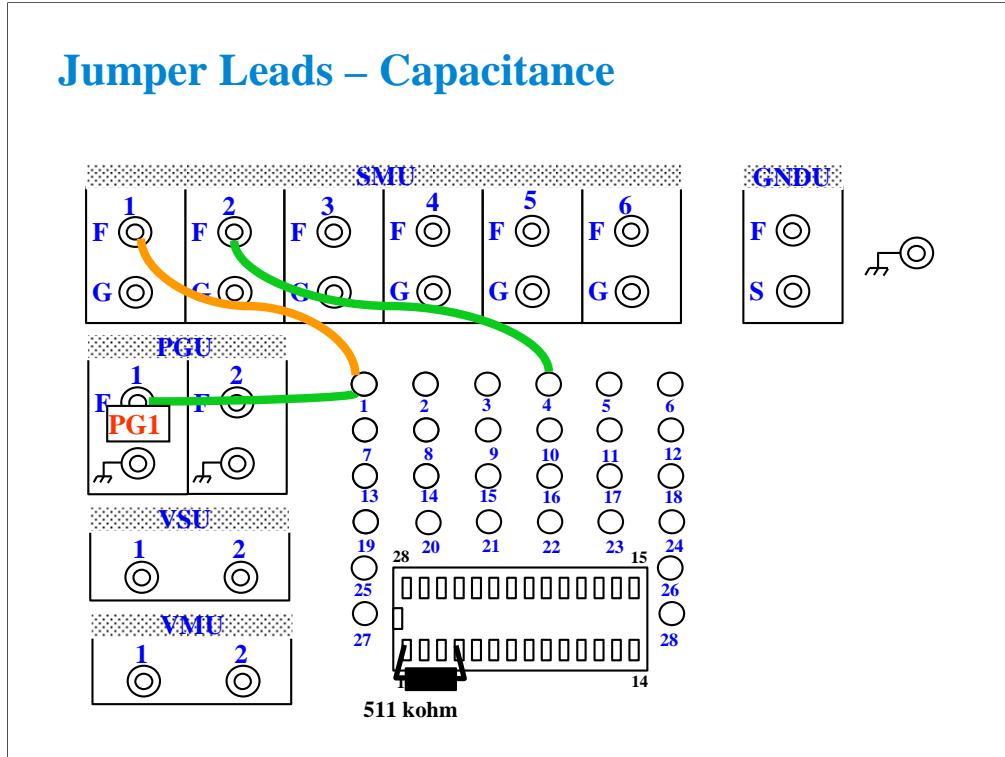 Jumper Leads – Capacitance
SMU
GNDU
1 2 3 4 5 6
F F F F F F F
G G G G G S
PGU
1 2
F F
PG1
1 2 3 4 5 6
7 8 9 10 11 12
13 14 15 16 17 18
VSU
1 2
19 20 21 22 23 24
28 15
25 26
27 28
VMU
1 2
1 14
511 kohm